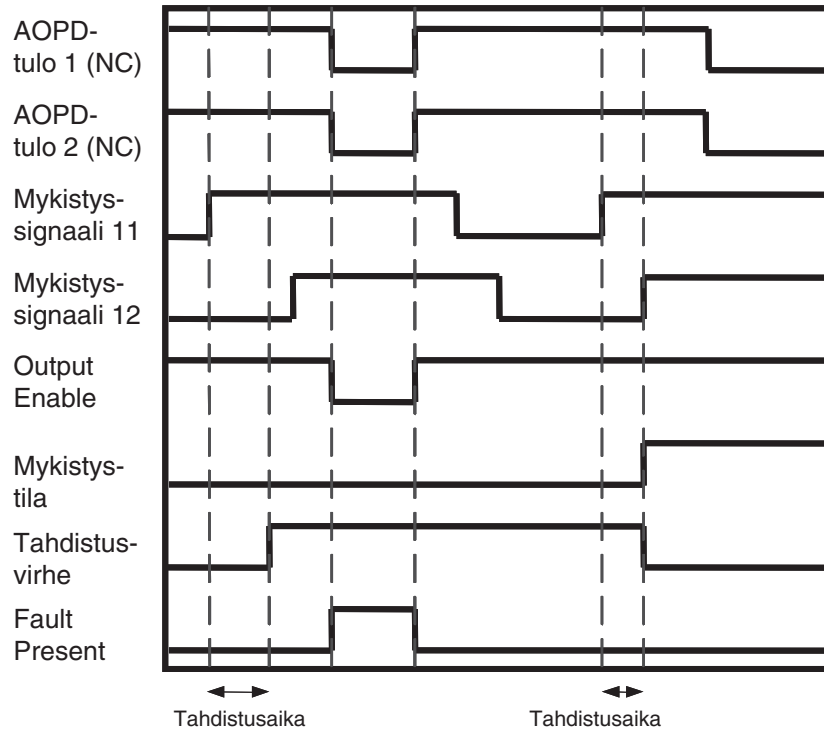 AOPD-
tulo 1 (NC)
AOPD-
tulo 2 (NC)
Mykistys-
signaali 11
Mykistys-
signaali 12
Output
Enable
Mykistys-
tila
Tahdistus-
virhe
Fault
Present
Tahdistusaika
Tahdistusaika